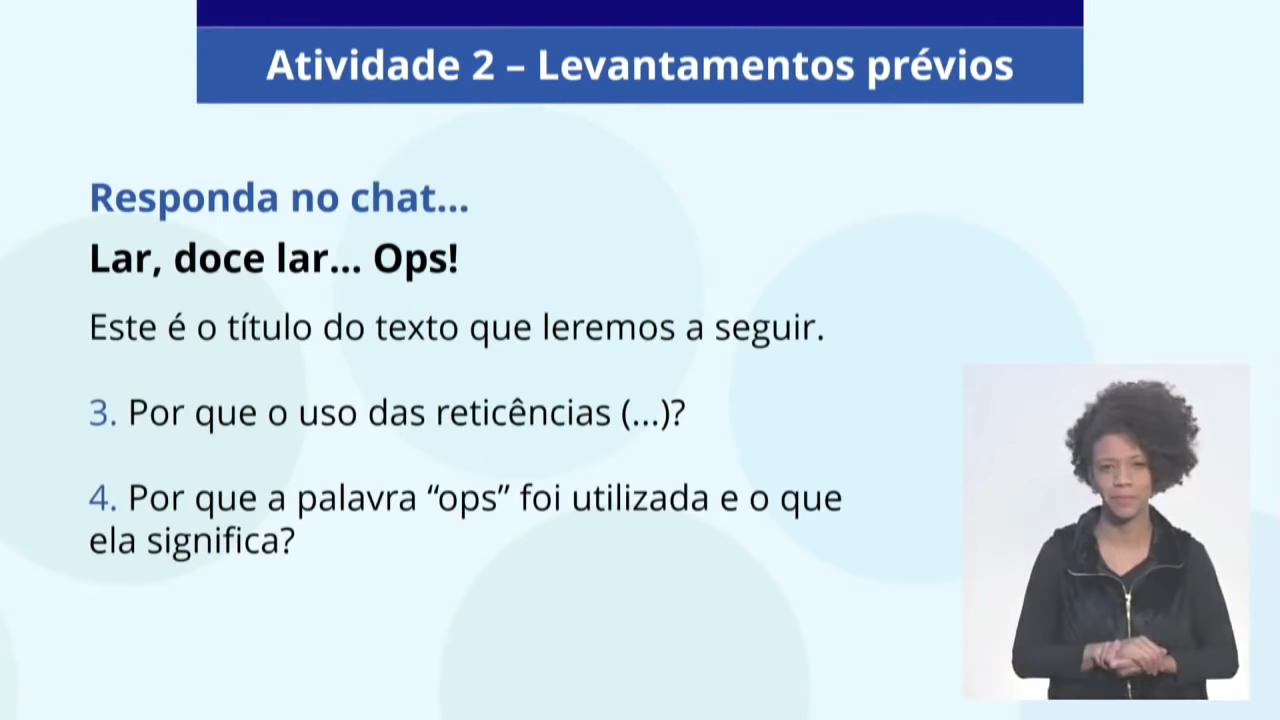 Atividade 2 – Levantamentos prévios
Responda no chat...
Lar, doce lar... Ops!
Este é o título do texto que leremos a seguir.
3. Por que o uso das reticências (...)?
4. Por que a palavra “ops” foi utilizada e o que
ela significa?